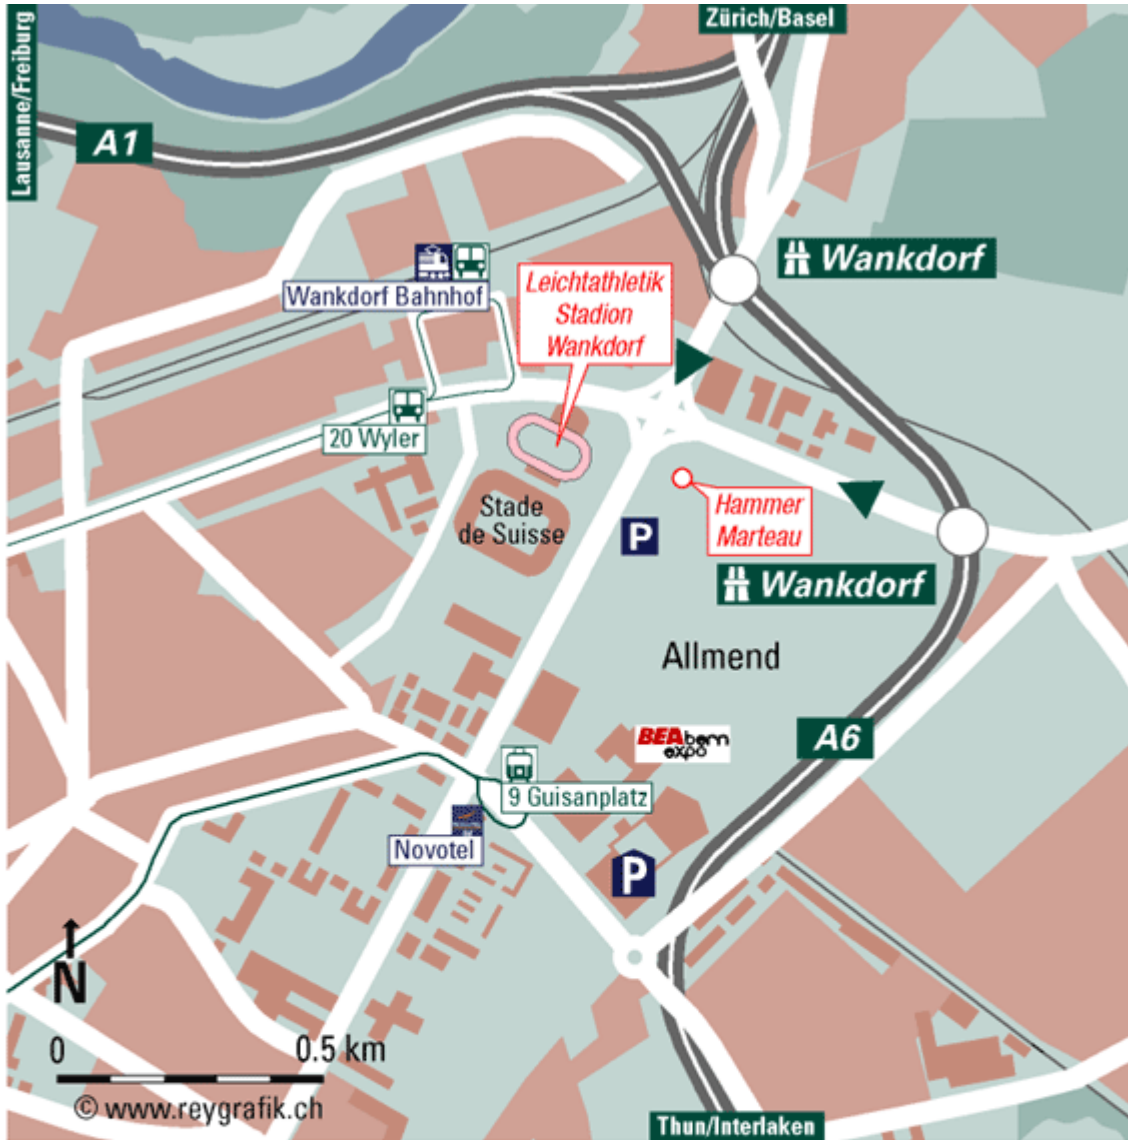 Zürich/Basel
Lausanne/Freiburg
A1
Wankdorf
Wankdorf Bahnhof
Leichtathletik
Stadion
Wankdorf
20 Wyler
Stade
de Suisse
Hammer
Marteau
P
Wankdorf
Allmend
BEA bern
expo
A6
9 Guisanplatz
Novotel
P
N
0 0.5 km
© www.reygrafik.ch
Thun/Interlaken